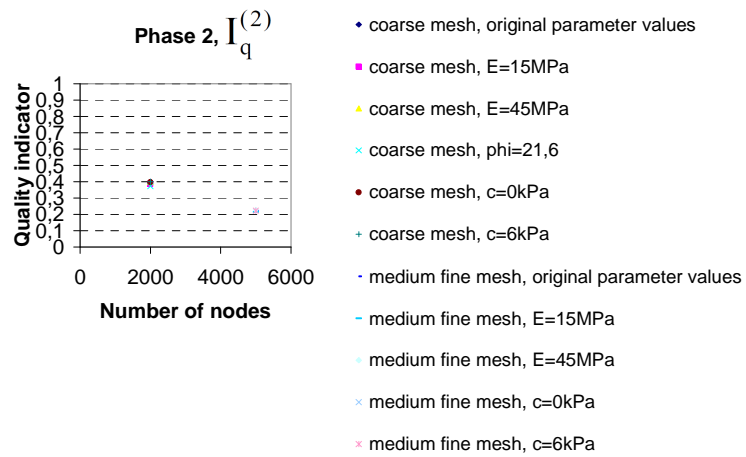 Phase 2, I_q^(2)
Quality indicator
1
0,9
0,8
0,7
0,6
0,5
0,4
0,3
0,2
0,1
0
0 2000 4000 6000
Number of nodes
coarse mesh, original parameter values
coarse mesh, E=15MPa
coarse mesh, E=45MPa
coarse mesh, phi=21,6
coarse mesh, c=0kPa
coarse mesh, c=6kPa
medium fine mesh, original parameter values
medium fine mesh, E=15MPa
medium fine mesh, E=45MPa
medium fine mesh, c=0kPa
medium fine mesh, c=6kPa